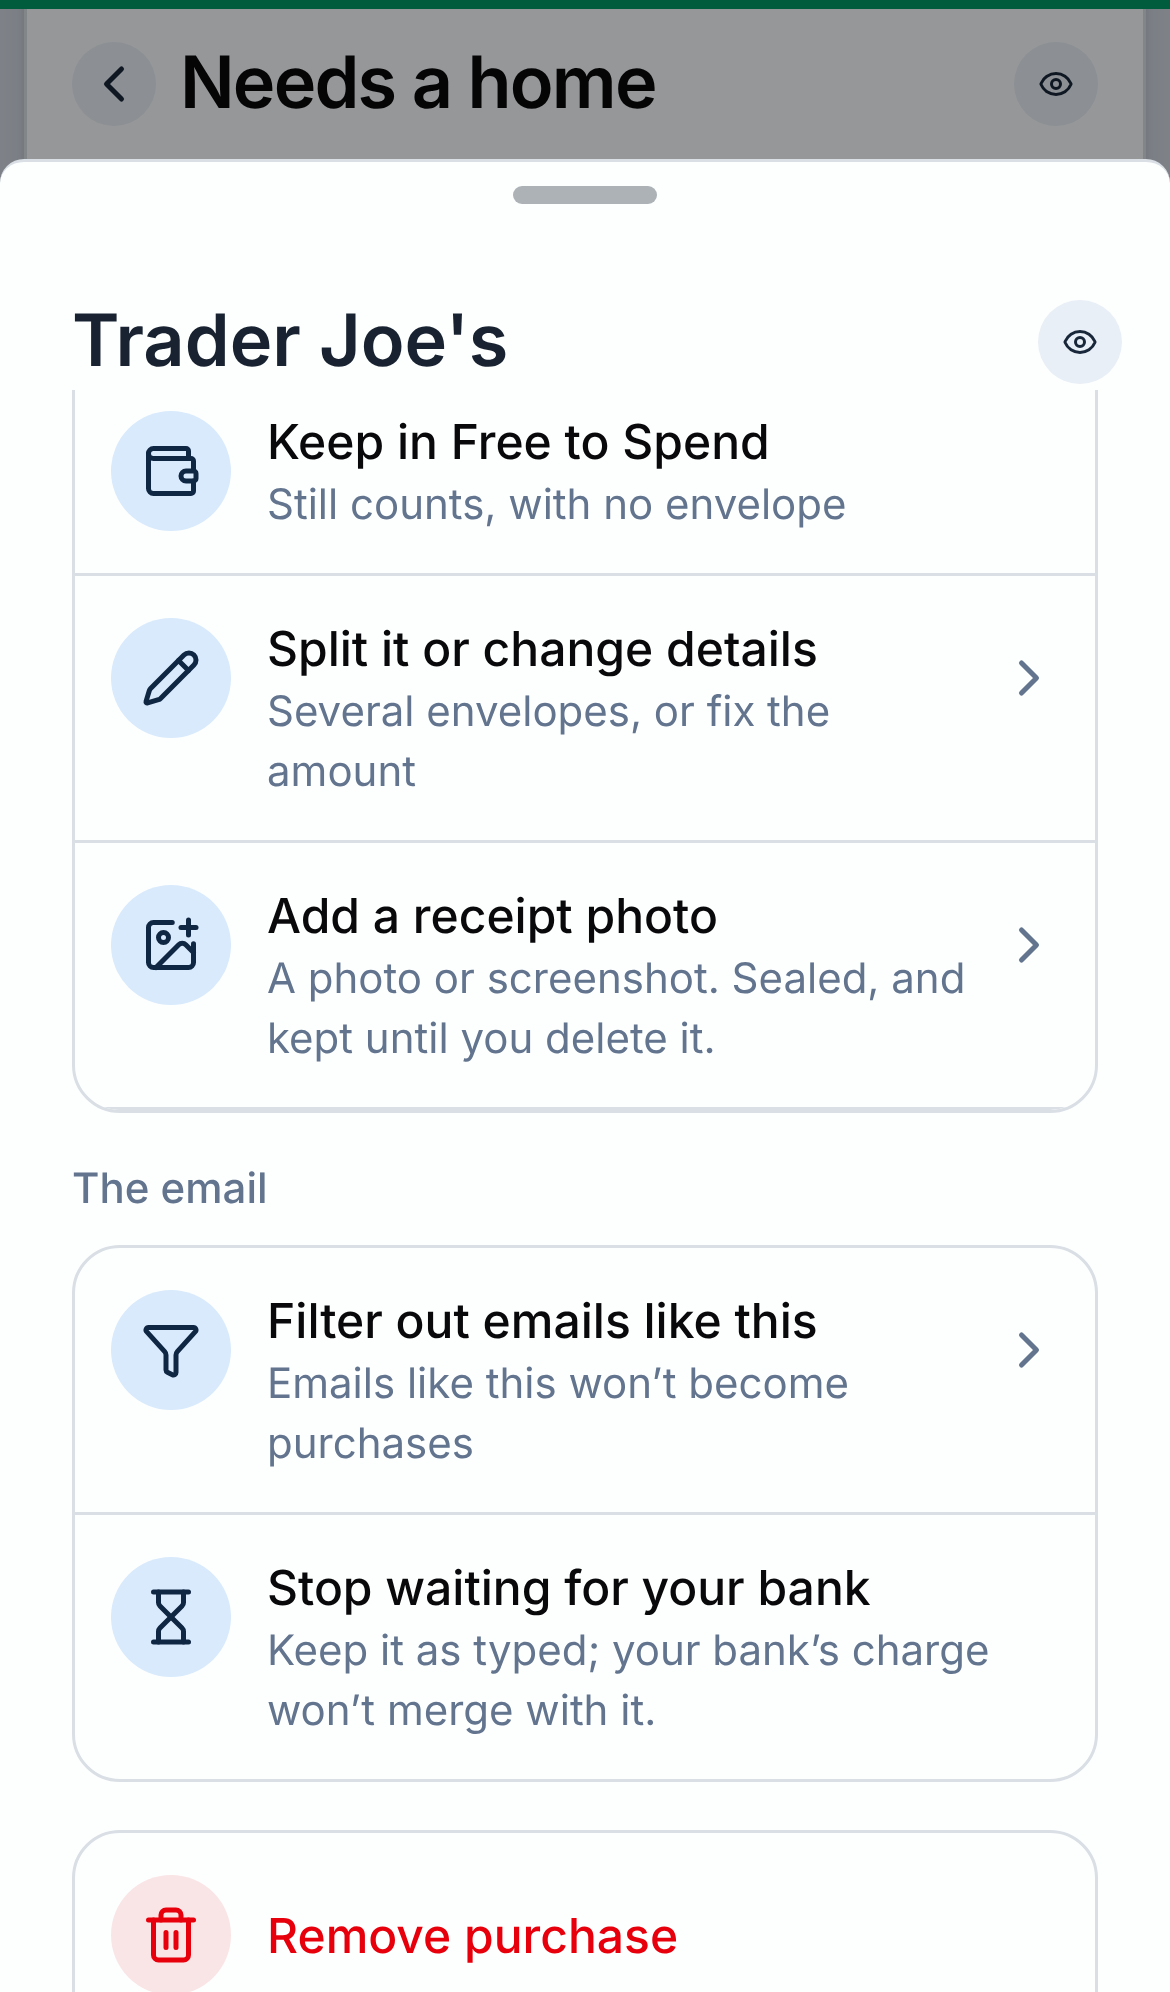 Needs a home
Trader Joe's
Keep in Free to Spend
Still counts, with no envelope
Split it or change details
Several envelopes, or fix the
amount
Add a receipt photo
A photo or screenshot. Sealed, and
kept until you delete it.
The email
Filter out emails like this
Emails like this won’t become
purchases
Stop waiting for your bank
Keep it as typed; your bank’s charge
won’t merge with it.
Remove purchase